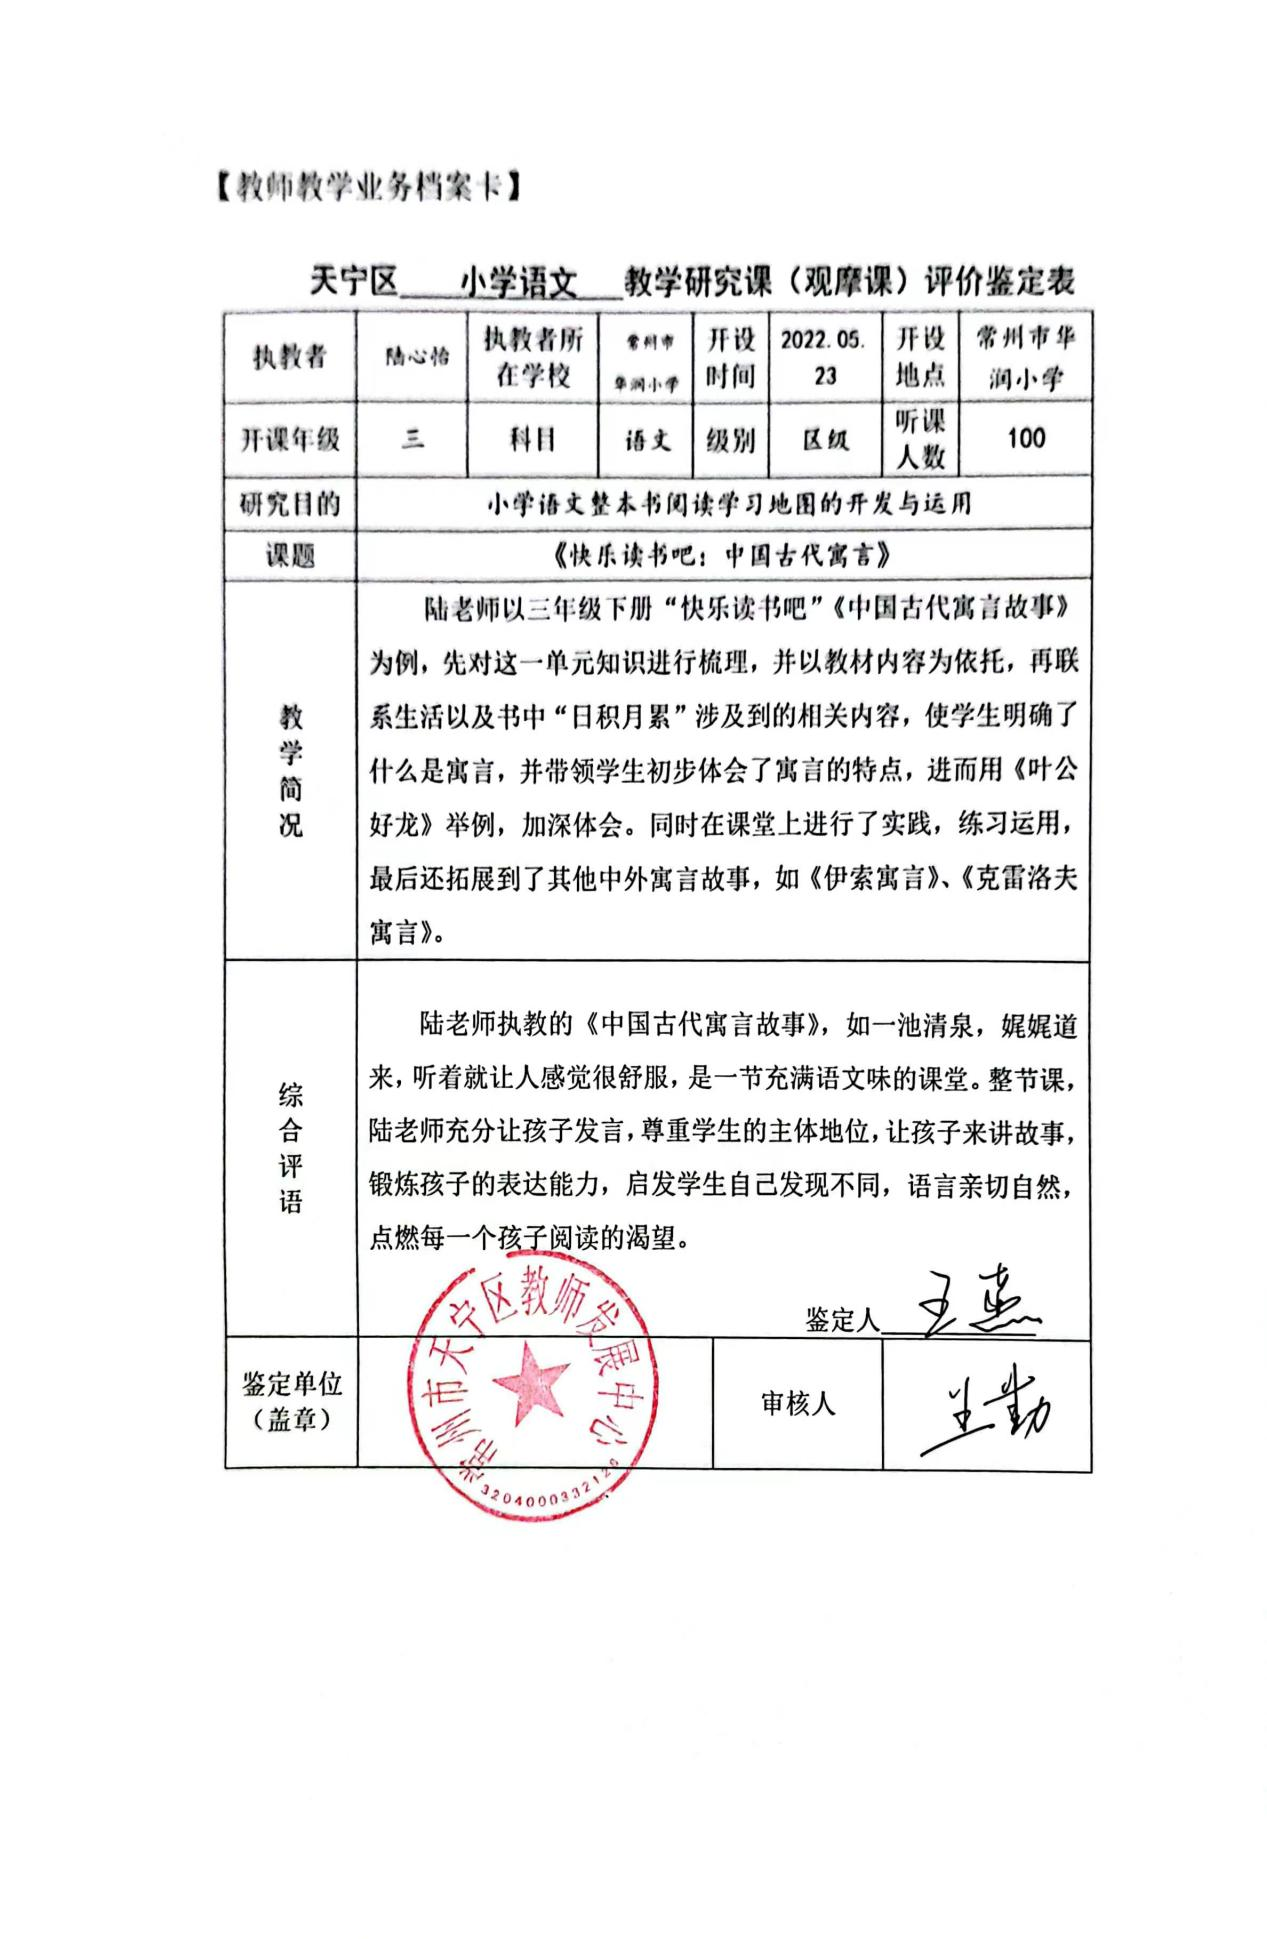 【教师教学业务档案卡】
天宁区 小学语文 教学研究课（观摩课）评价鉴定表
执教者 陆心怡 执教者所在学校 常州市华润小学 开设时间 2022.05.23 开设地点 常州市华润小学
开课年级 三 科目 语文 级别 区级 听课人数 100
研究目的 小学语文整本书阅读学习地图的开发与运用
课题 《快乐读书吧：中国古代寓言》
教学简况
陆老师以三年级下册“快乐读书吧”《中国古代寓言故事》
为例，先对这一单元知识进行梳理，并以教材内容为依托，再联
系生活以及书中“日积月累”涉及到的相关内容，使学生明确了
什么是寓言，并带领学生初步体会了寓言的特点，进而用《叶公
好龙》举例，加深体会。同时在课堂上进行了实践，练习运用，
最后还拓展到了其他中外寓言故事，如《伊索寓言》、《克雷洛夫
寓言》。
综合评语
陆老师执教的《中国古代寓言故事》，如一池清泉，娓娓道
来，听着就让人感觉很舒服，是一节充满语文味的课堂。整节课，
陆老师充分让孩子发言，尊重学生的主体地位，让孩子来讲故事，
锻炼孩子的表达能力，启发学生自己发现不同，语言亲切自然，
点燃每一个孩子阅读的渴望。
鉴定人 王燕
鉴定单位（盖章）
常州市天宁区教师发展中心
3204000332126
审核人